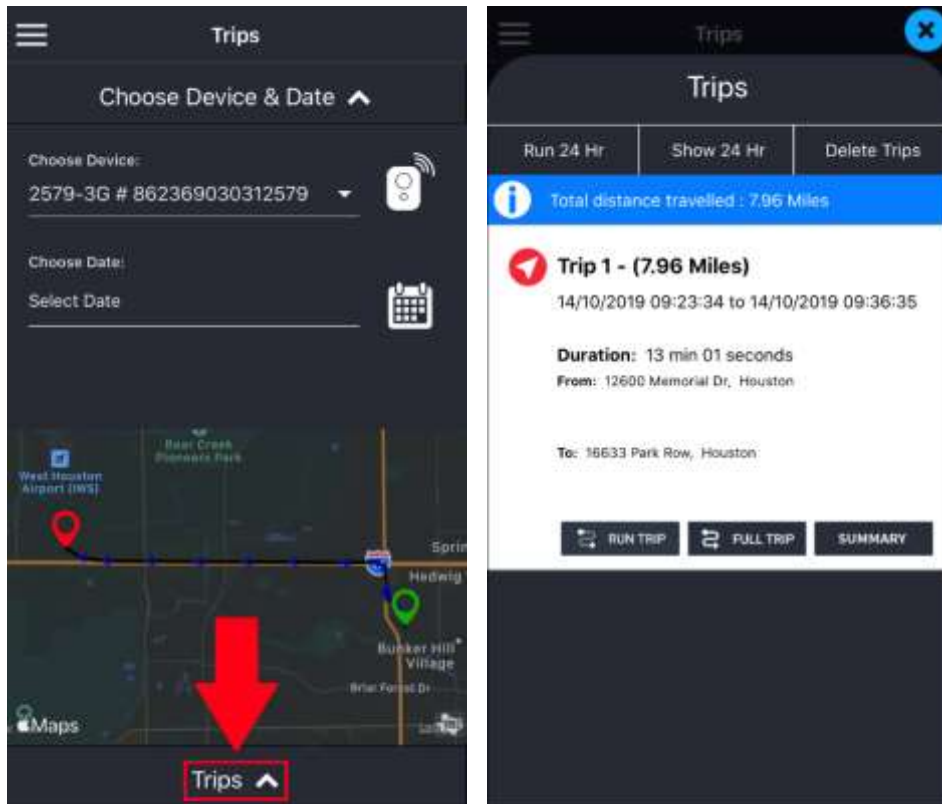 Trips
Choose Device & Date
Choose Device:
2579-3G # 862369030312579
Choose Date:
Select Date
Bear Creek
Pioneers Park
West Houston
Airport (IWS)
Sprin
Hedwig
Bunker Hill
Village
Briar Forest Dr
Maps
Trips
Trips
Trips
Run 24 Hr
Show 24 Hr
Delete Trips
Total distance travelled : 7.96 Miles
Trip 1 - (7.96 Miles)
14/10/2019 09:23:34 to 14/10/2019 09:36:35
Duration: 13 min 01 seconds
From: 12600 Memorial Dr, Houston
To: 16633 Park Row, Houston
RUN TRIP
FULL TRIP
SUMMARY